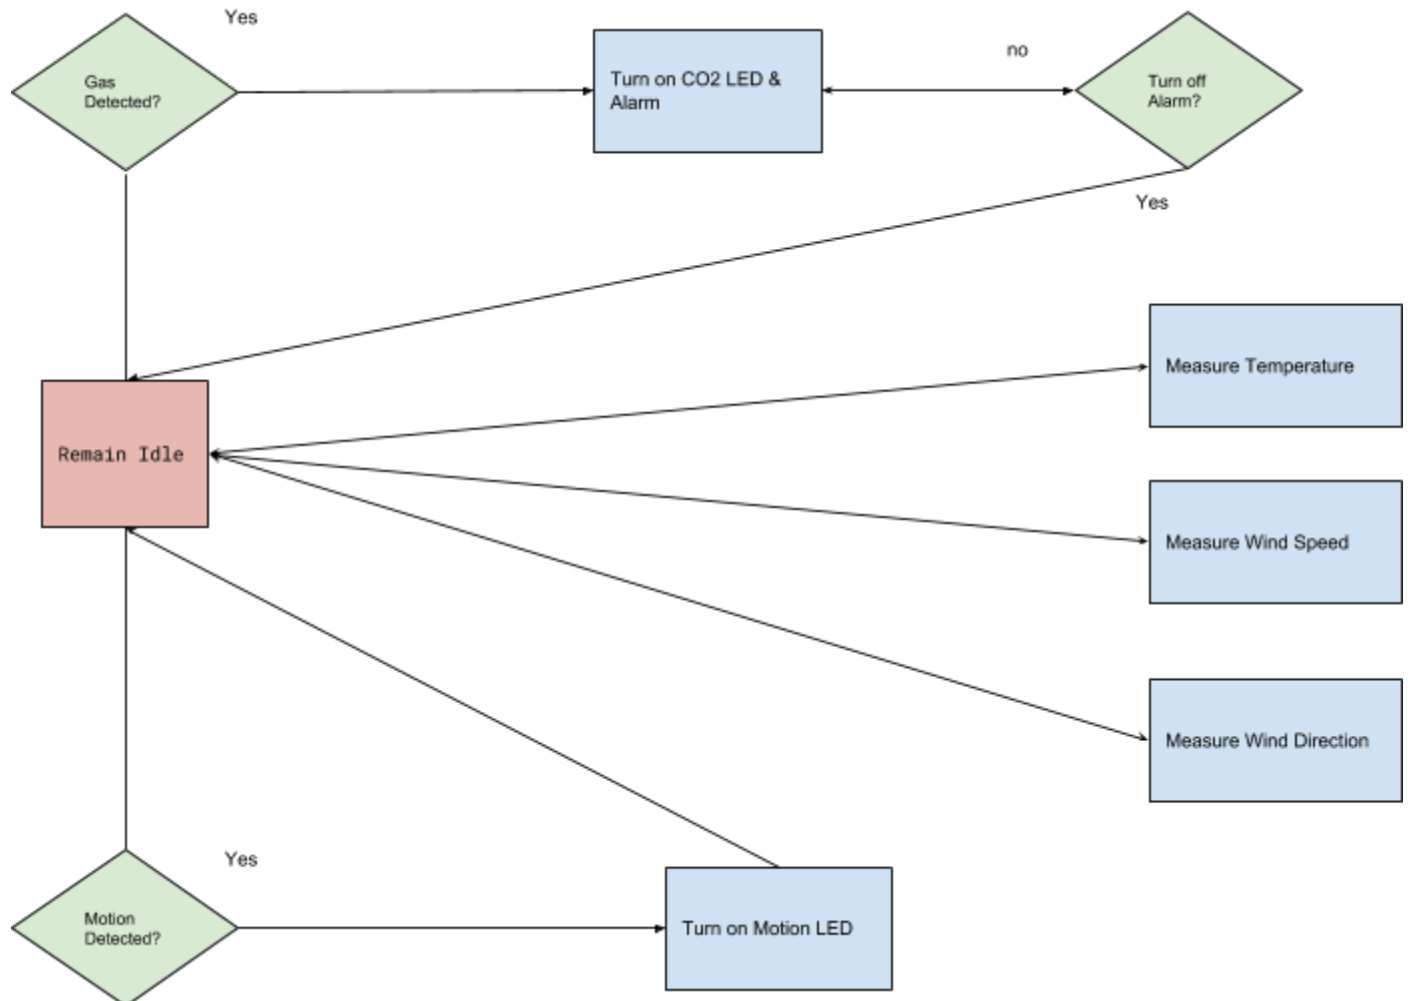 Yes
Gas
Detected?
Turn on CO2 LED &
Alarm
no
Turn off
Alarm?
Yes
Measure Temperature
Remain Idle
Measure Wind Speed
Measure Wind Direction
Yes
Motion
Detected?
Turn on Motion LED